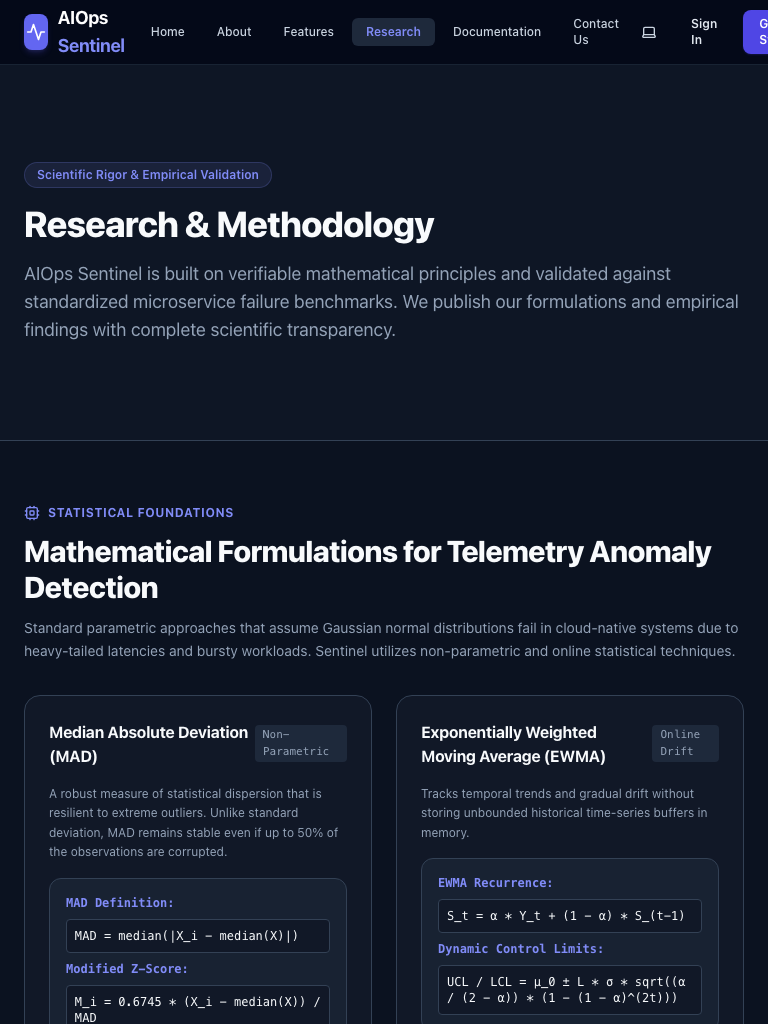 AIOps
Sentinel
Home
About
Features
Research
Documentation
Contact
Us
Sign
In
Scientific Rigor & Empirical Validation
Research & Methodology
AIOps Sentinel is built on verifiable mathematical principles and validated against
standardized microservice failure benchmarks. We publish our formulations and empirical
findings with complete scientific transparency.
STATISTICAL FOUNDATIONS
Mathematical Formulations for Telemetry Anomaly
Detection
Standard parametric approaches that assume Gaussian normal distributions fail in cloud-native systems due to
heavy-tailed latencies and bursty workloads. Sentinel utilizes non-parametric and online statistical techniques.
Median Absolute Deviation
(MAD)
Non-
Parametric
A robust measure of statistical dispersion that is
resilient to extreme outliers. Unlike standard
deviation, MAD remains stable even if up to 50% of
the observations are corrupted.
MAD Definition:
MAD = median(|X_i − median(X)|)
Modified Z-Score:
M_i = 0.6745 * (X_i − median(X)) /
MAD
Exponentially Weighted
Moving Average (EWMA)
Online
Drift
Tracks temporal trends and gradual drift without
storing unbounded historical time-series buffers in
memory.
EWMA Recurrence:
S_t = α * Y_t + (1 − α) * S_(t−1)
Dynamic Control Limits:
UCL / LCL = μ_0 ± L * σ * sqrt((α
/ (2 − α)) * (1 − (1 − α)^(2t)))